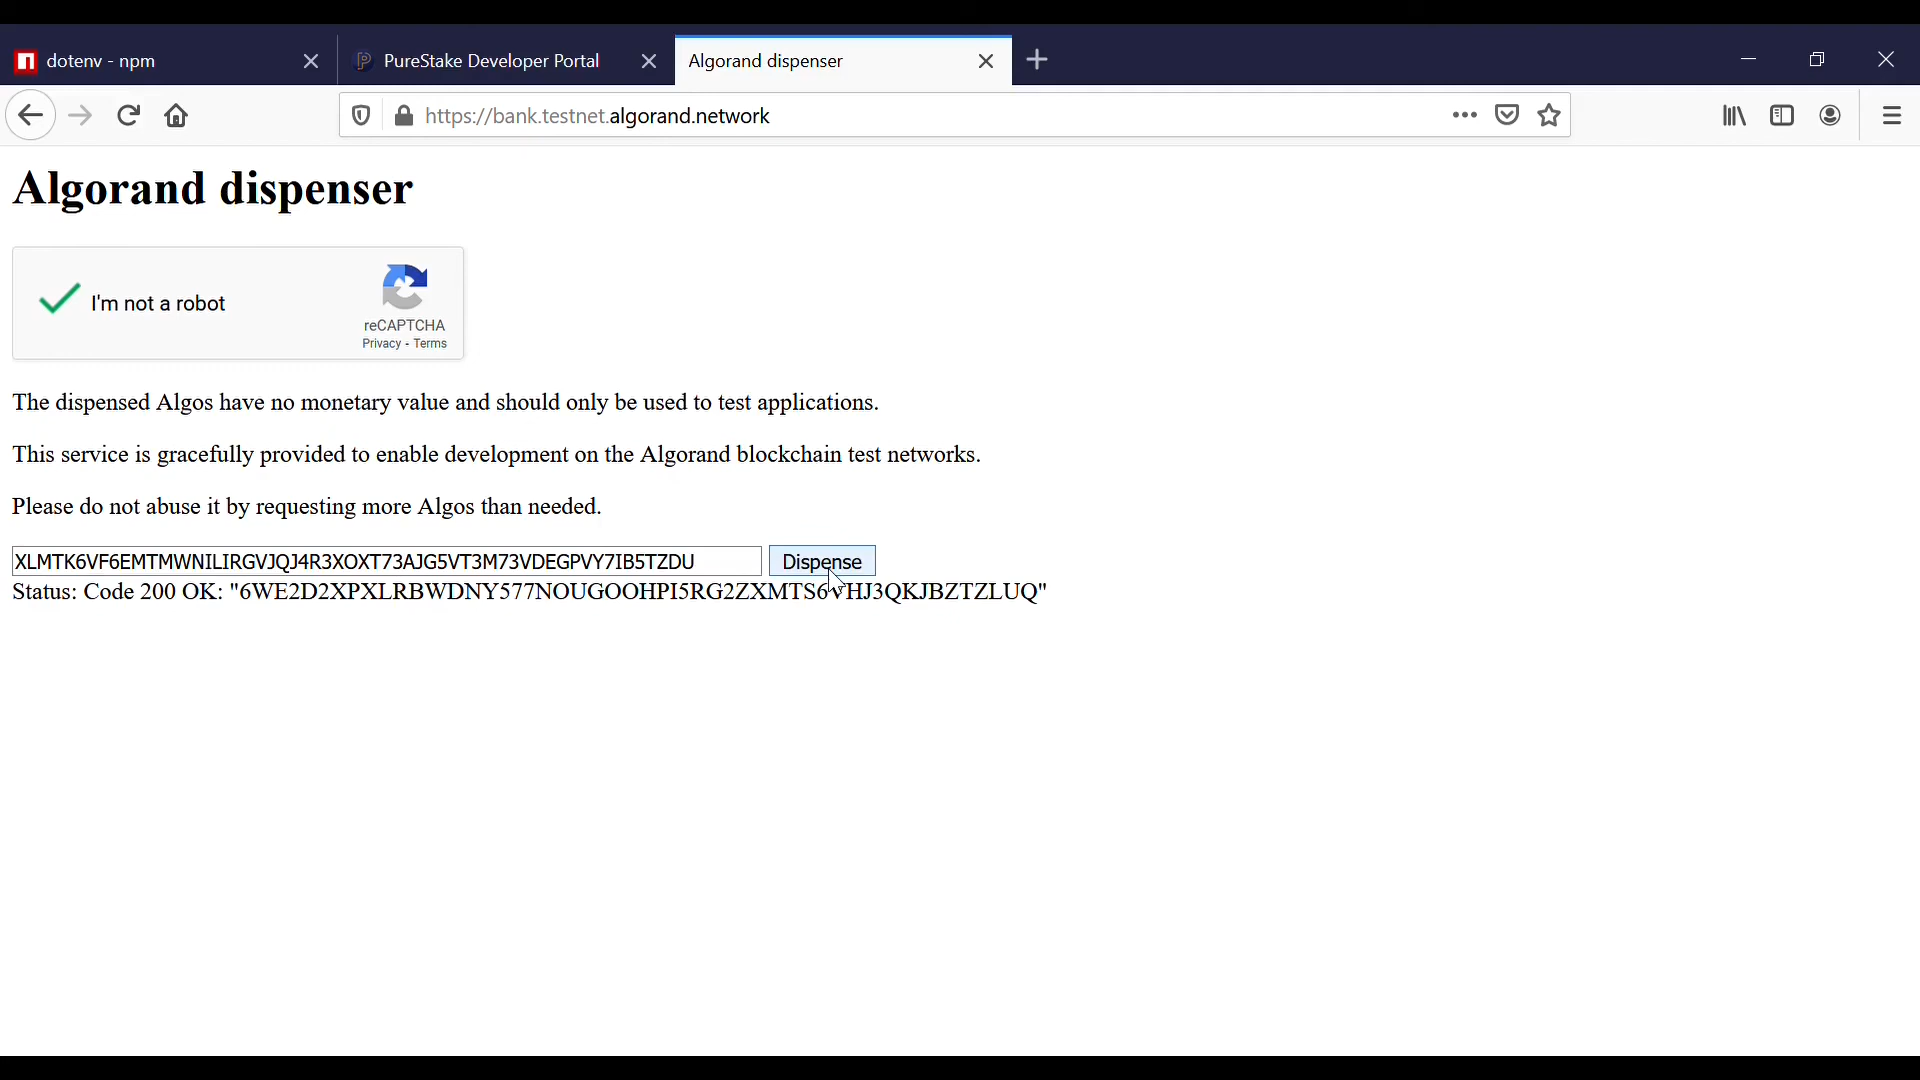 dotenv - npm
PureStake Developer Portal
Algorand dispenser
https://bank.testnet.algorand.network
Algorand dispenser
I'm not a robot
reCAPTCHA
Privacy - Terms
The dispensed Algos have no monetary value and should only be used to test applications.
This service is gracefully provided to enable development on the Algorand blockchain test networks.
Please do not abuse it by requesting more Algos than needed.
XLMTK6VF6EMTMWNILIRGVJQJ4R3XOXT73AJG5VT3M73VDEGPVY7IB5TZDU Dispense
Status: Code 200 OK: "6WE2D2XPXLRBWDNY577NOUGOOHPI5RG2ZXMTS6VHJ3QKJBZTZLUQ"